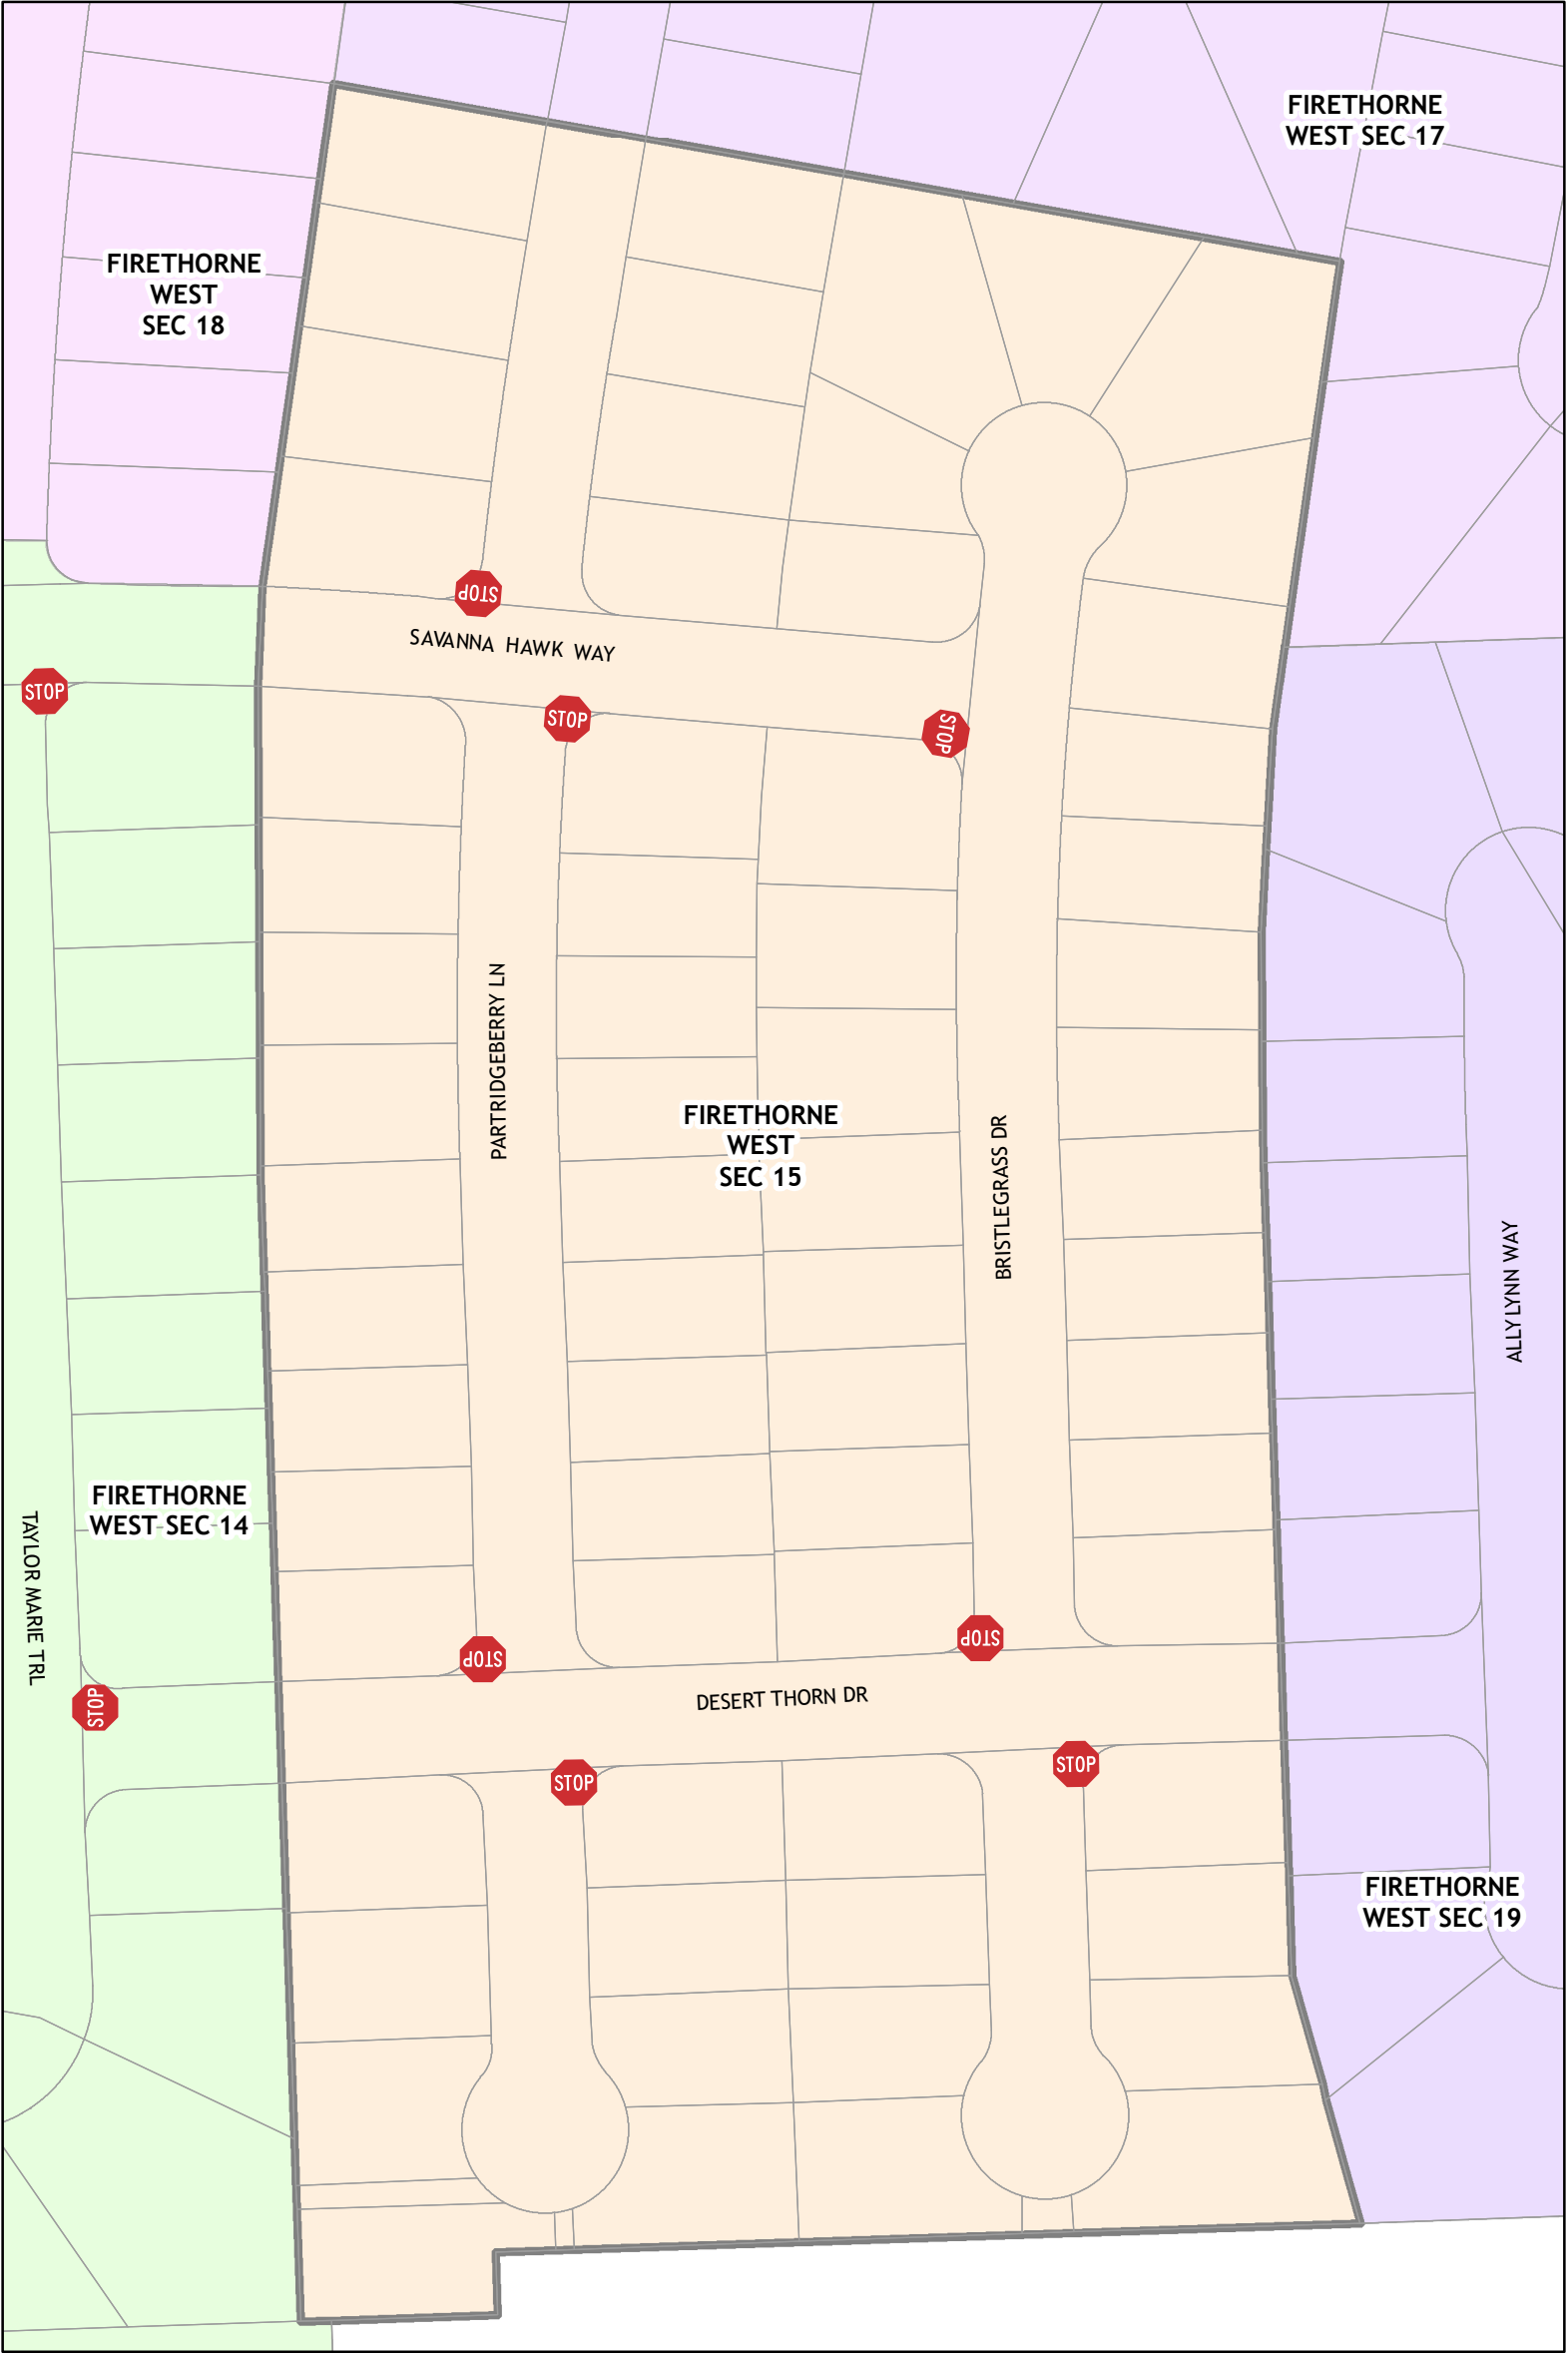 FIRETHORNE
WEST SEC 17
FIRETHORNE
WEST
SEC 18
STOP
SAVANNA HAWK WAY
STOP
STOP
STOP
PARTRIDGEBERRY LN
FIRETHORNE
WEST
SEC 15
BRISTLEGRASS DR
ALLYLYNN WAY
FIRETHORNE
WEST SEC 14
TAYLOR MARIE TRL
STOP
STOP
STOP
DESERT THORN DR
STOP
STOP
FIRETHORNE
WEST SEC 19